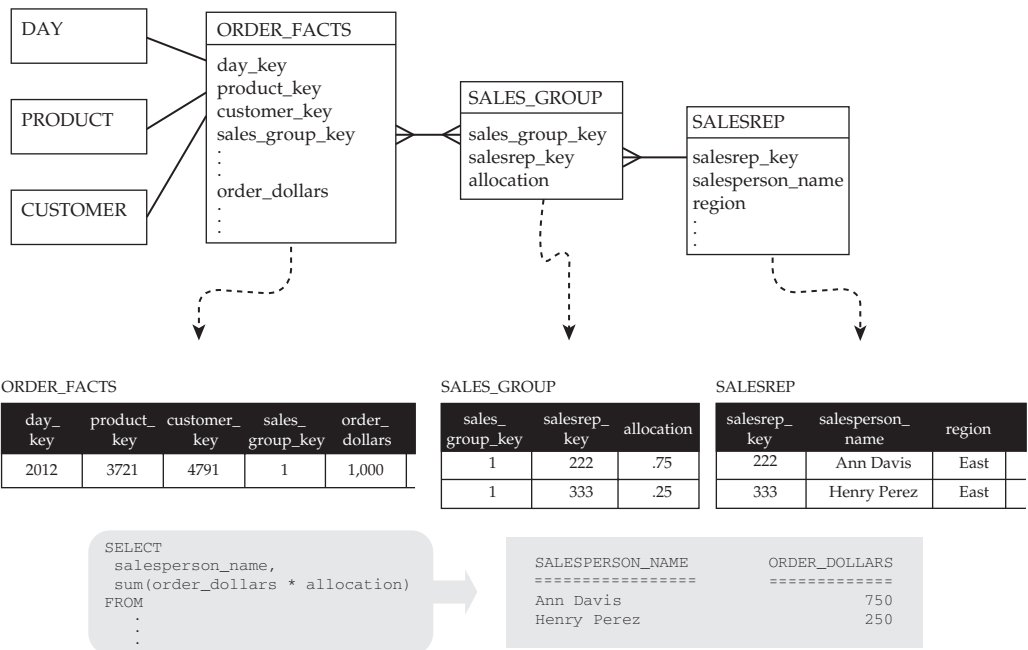 DAY
PRODUCT
CUSTOMER
ORDER_FACTS
day_key
product_key
customer_key
sales_group_key
.
.
.
order_dollars
.
.
.
SALES_GROUP
sales_group_key
salesrep_key
allocation
SALESREP
salesrep_key
salesperson_name
region
.
.
.
ORDER_FACTS
day_ product_ customer_ sales_ order_
key key key group_key dollars
2012 3721 4791 1 1,000
SALES_GROUP
sales_ salesrep_ allocation
group_key key
1 222 .75
1 333 .25
SALESREP
salesrep_ salesperson_ region
key name
222 Ann Davis East
333 Henry Perez East
SELECT
salesperson_name,
sum(order_dollars * allocation)
FROM
.
.
.
SALESPERSON_NAME ORDER_DOLLARS
================= =============
Ann Davis 750
Henry Perez 250